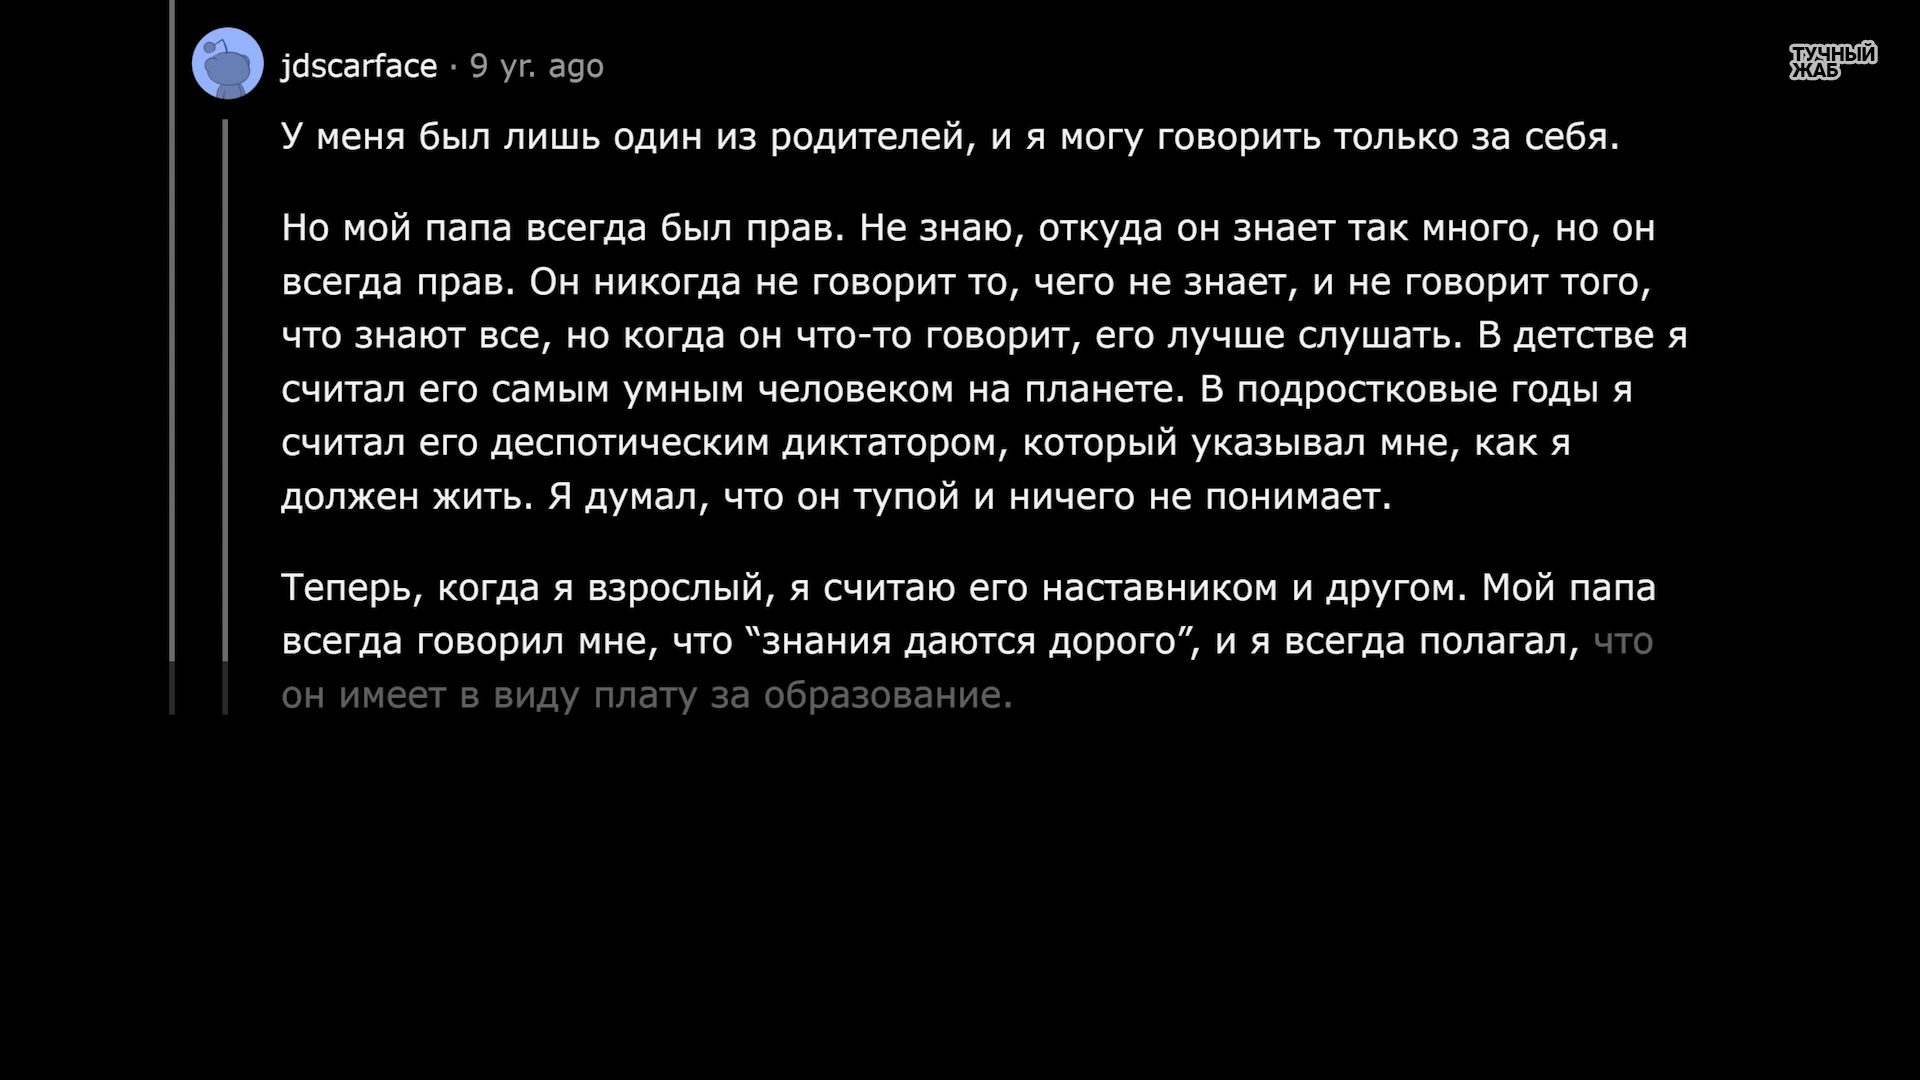 jdscarface · 9 yr. ago
ТУЧНЫЙ
ЖАБ
У меня был лишь один из родителей, и я могу говорить только за себя.
Но мой папа всегда был прав. Не знаю, откуда он знает так много, но он
всегда прав. Он никогда не говорит то, чего не знает, и не говорит того,
что знают все, но когда он что-то говорит, его лучше слушать. В детстве я
считал его самым умным человеком на планете. В подростковые годы я
считал его деспотическим диктатором, который указывал мне, как я
должен жить. Я думал, что он тупой и ничего не понимает.
Теперь, когда я взрослый, я считаю его наставником и другом. Мой папа
всегда говорил мне, что “знания даются дорого”, и я всегда полагал, что
он имеет в виду плату за образование.